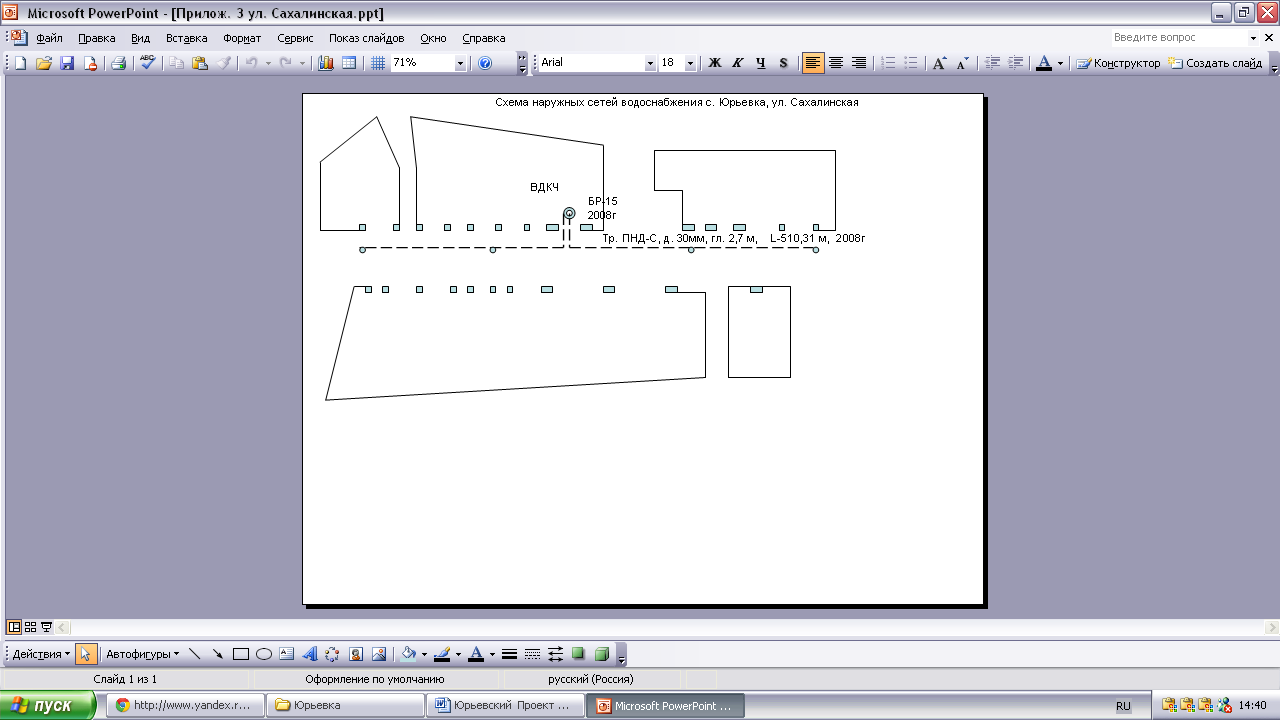 Microsoft PowerPoint - [Прилож. 3 ул. Сахалинская.ppt]
Файл Правка Вид Вставка Формат Сервис Показ слайдов Окно Справка Введите вопрос
71% Arial 18 Ж К Ч S Конструктор Создать слайд
Схема наружных сетей водоснабжения с. Юрьевка, ул. Сахалинская
ВДКЧ
БР-15
2008г
Тр. ПНД-С, д. 30мм, гл. 2,7 м, L-510,31 м, 2008г
Действия Автофигуры
Слайд 1 из 1 Оформление по умолчанию русский (Россия)
пуск http://www.yandex.r... Юрьевка Юрьевский Проект ... Microsoft PowerPoint ... RU 14:40